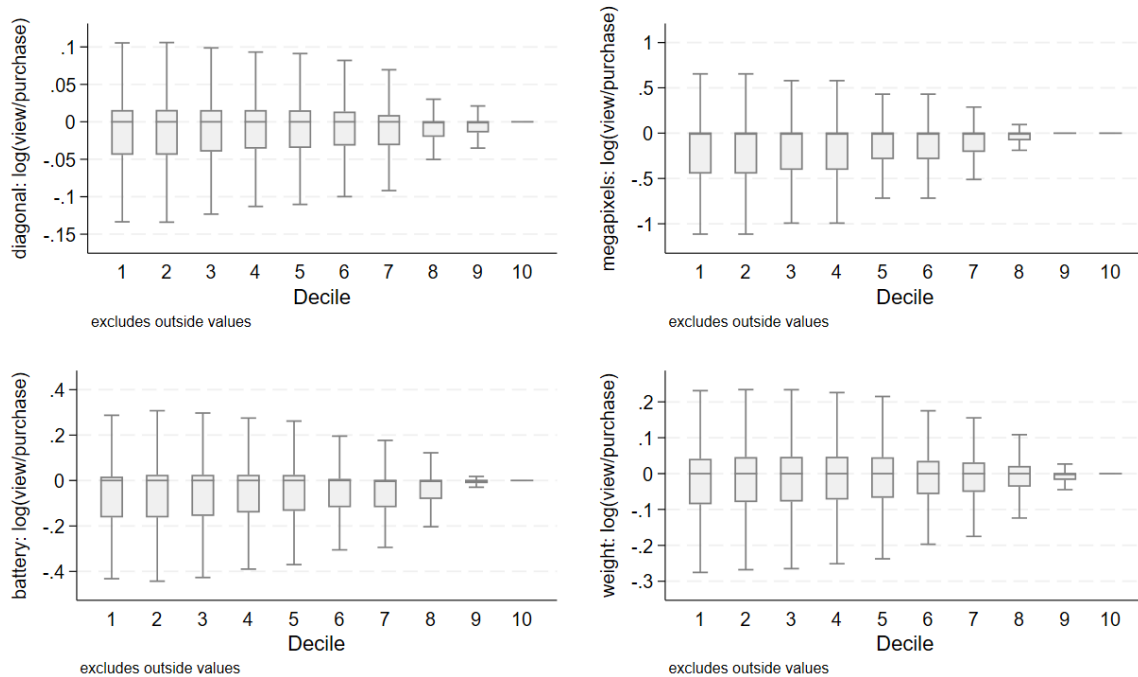 diagonal: log(view/purchase)
.1
.05
0
-.05
-.1
-.15
1 2 3 4 5 6 7 8 9 10
Decile
excludes outside values
megapixels: log(view/purchase)
1
.5
0
-.5
-1
1 2 3 4 5 6 7 8 9 10
Decile
excludes outside values
battery: log(view/purchase)
.4
.2
0
-.2
-.4
1 2 3 4 5 6 7 8 9 10
Decile
excludes outside values
weight: log(view/purchase)
.2
.1
0
-.1
-.2
-.3
1 2 3 4 5 6 7 8 9 10
Decile
excludes outside values